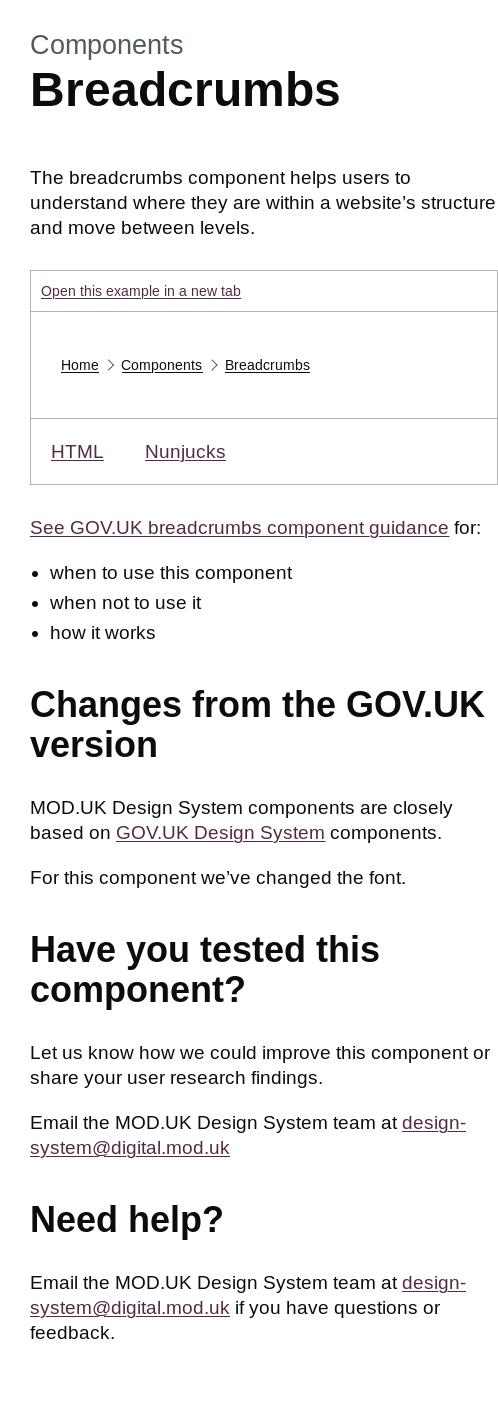 Components
Breadcrumbs
The breadcrumbs component helps users to
understand where they are within a website’s structure
and move between levels.
Open this example in a new tab
Home Components Breadcrumbs
HTML Nunjucks
See GOV.UK breadcrumbs component guidance for:
• when to use this component
• when not to use it
• how it works
Changes from the GOV.UK
version
MOD.UK Design System components are closely
based on GOV.UK Design System components.
For this component we’ve changed the font.
Have you tested this
component?
Let us know how we could improve this component or
share your user research findings.
Email the MOD.UK Design System team at design-
system@digital.mod.uk
Need help?
Email the MOD.UK Design System team at design-
system@digital.mod.uk if you have questions or
feedback.